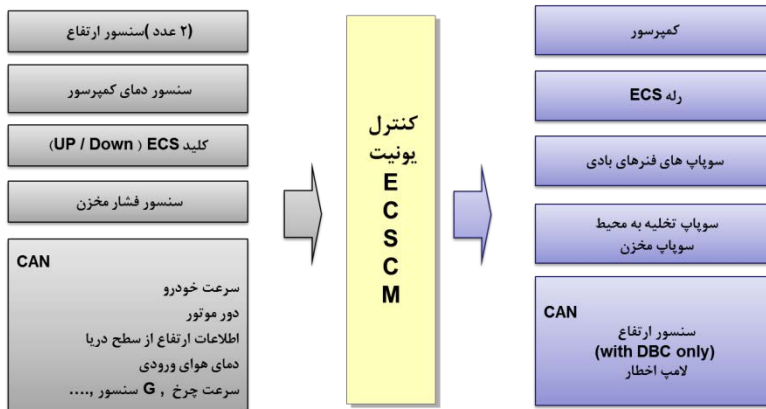 (۲ عدد )سنسور ارتفاع
سنسور دمای کمپرسور
کلید ECS ( UP / Down)
سنسور فشار مخزن
CAN
سرعت خودرو
دور موتور
اطلاعات ارتفاع از سطح دریا
دمای هوای ورودی
سرعت چرخ , G سنسور ,....
کنترل
یونیت
E
C
S
C
M
کمپرسور
رله ECS
سوپاپ های فنرهای بادی
سوپاپ تخلیه به محیط
سوپاپ مخزن
CAN
سنسور ارتفاع
(with DBC only)
لامپ اخطار